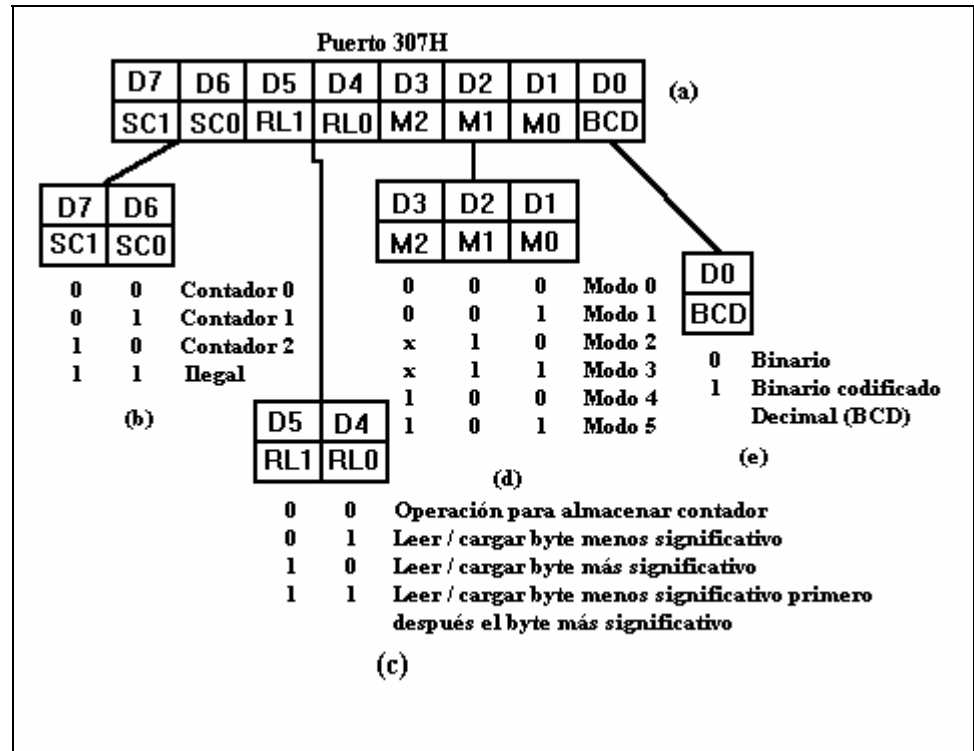 Puerto 307H
D7 D6 D5 D4 D3 D2 D1 D0
(a)
SC1 SC0 RL1 RL0 M2 M1 M0 BCD
D7 D6
SC1 SC0
0 0 Contador 0
0 1 Contador 1
1 0 Contador 2
1 1 Ilegal
(b)
D3 D2 D1
M2 M1 M0
0 0 0 Modo 0
0 0 1 Modo 1
x 1 0 Modo 2
x 1 1 Modo 3
1 0 0 Modo 4
1 0 1 Modo 5
(d)
D0
BCD
0 Binario
1 Binario codificado
Decimal (BCD)
(e)
D5 D4
RL1 RL0
0 0 Operación para almacenar contador
0 1 Leer / cargar byte menos significativo
1 0 Leer / cargar byte más significativo
1 1 Leer / cargar byte menos significativo primero
después el byte más significativo
(c)